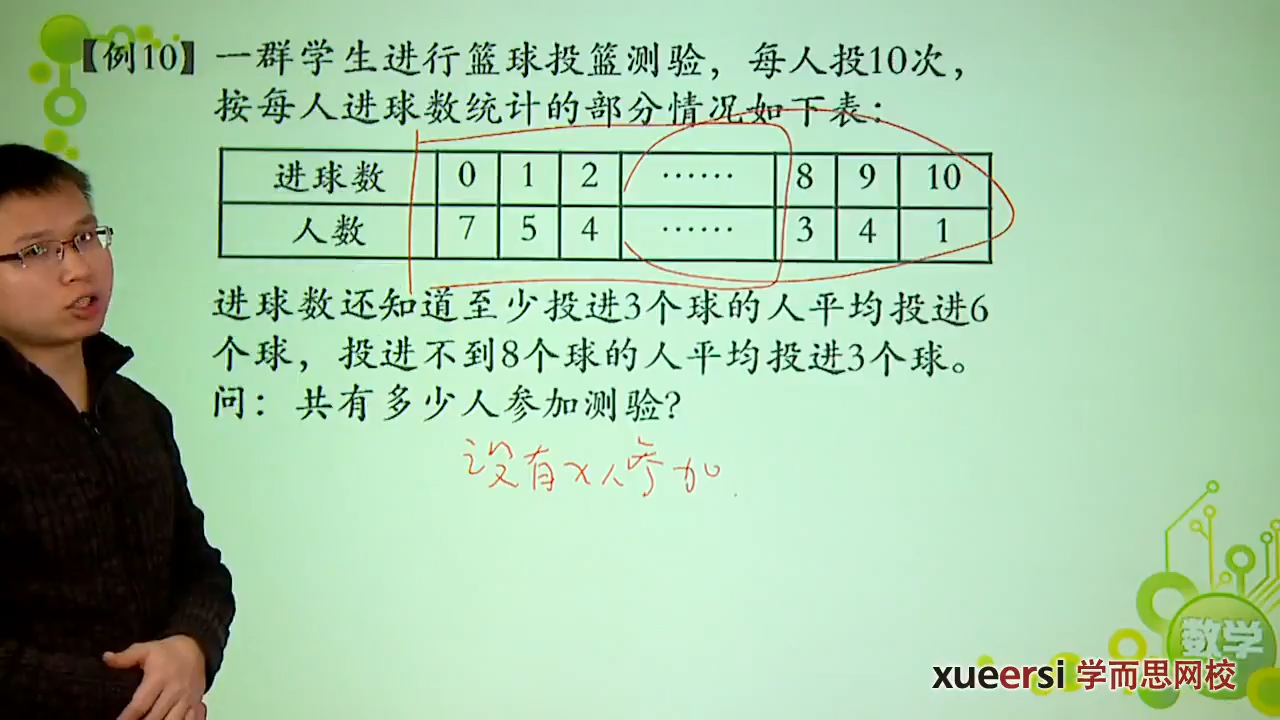 【例10】一群学生进行篮球投篮测验，每人投10次，
按每人进球数统计的部分情况如下表：
进球数 0 1 2 …… 8 9 10
人数 7 5 4 …… 3 4 1
进球数还知道至少投进3个球的人平均投进6
个球，投进不到8个球的人平均投进3个球。
问：共有多少人参加测验？
设有x人参加.
数学
xueersi 学而思网校